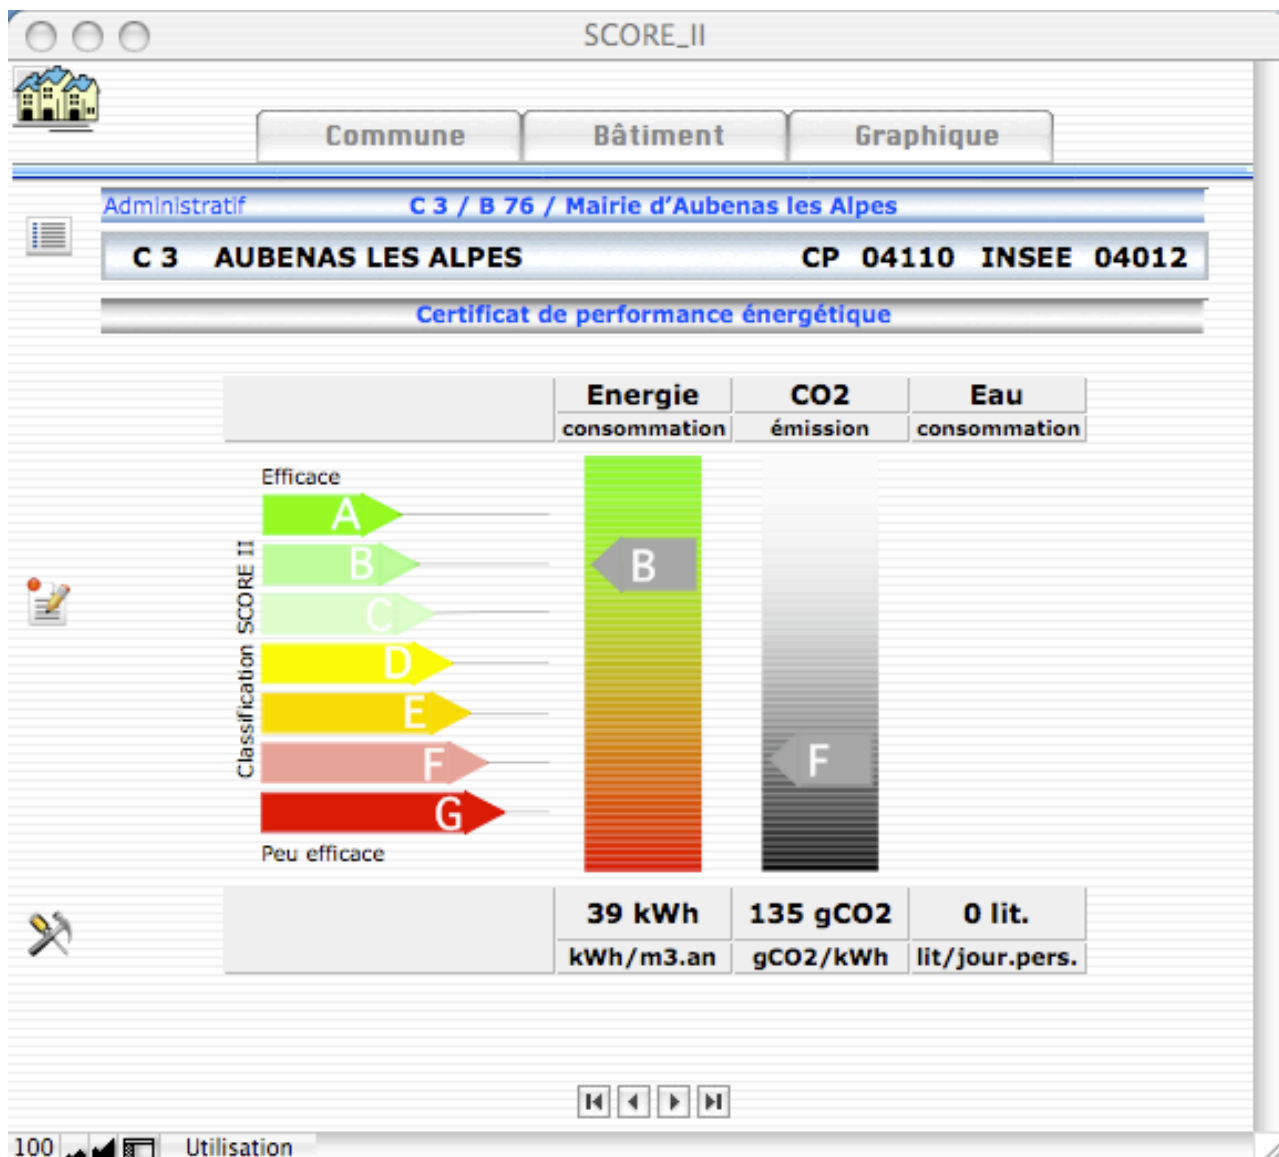 SCORE_II
Commune Bâtiment Graphique
Administratif C 3 / B 76 / Mairie d'Aubenas les Alpes
C 3 AUBENAS LES ALPES CP 04110 INSEE 04012
Certificat de performance énergétique
Energie CO2 Eau
consommation émission consommation
Efficace
A
B B
C
D
E
F F
G
Peu efficace
Classification SCORE II
39 kWh 135 gCO2 0 lit.
kWh/m3.an gCO2/kWh lit/jour.pers.
100 Utilisation